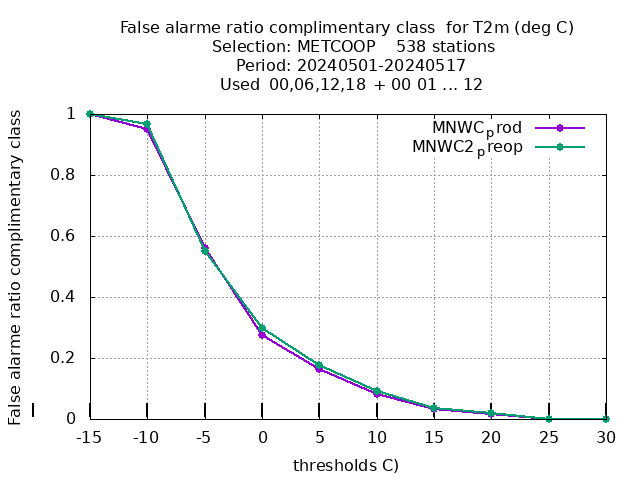 False alarme ratio complimentary class  for T2m (deg C)
Selection: METCOOP    538 stations
Period: 20240501-20240517
Used  00,06,12,18 + 00 01 ... 12
False alarme ratio complimentary class
1
0.8
0.6
0.4
0.2
0
MNWCprod
MNWC2preop
-15 -10 -5 0 5 10 15 20 25 30
thresholds C)